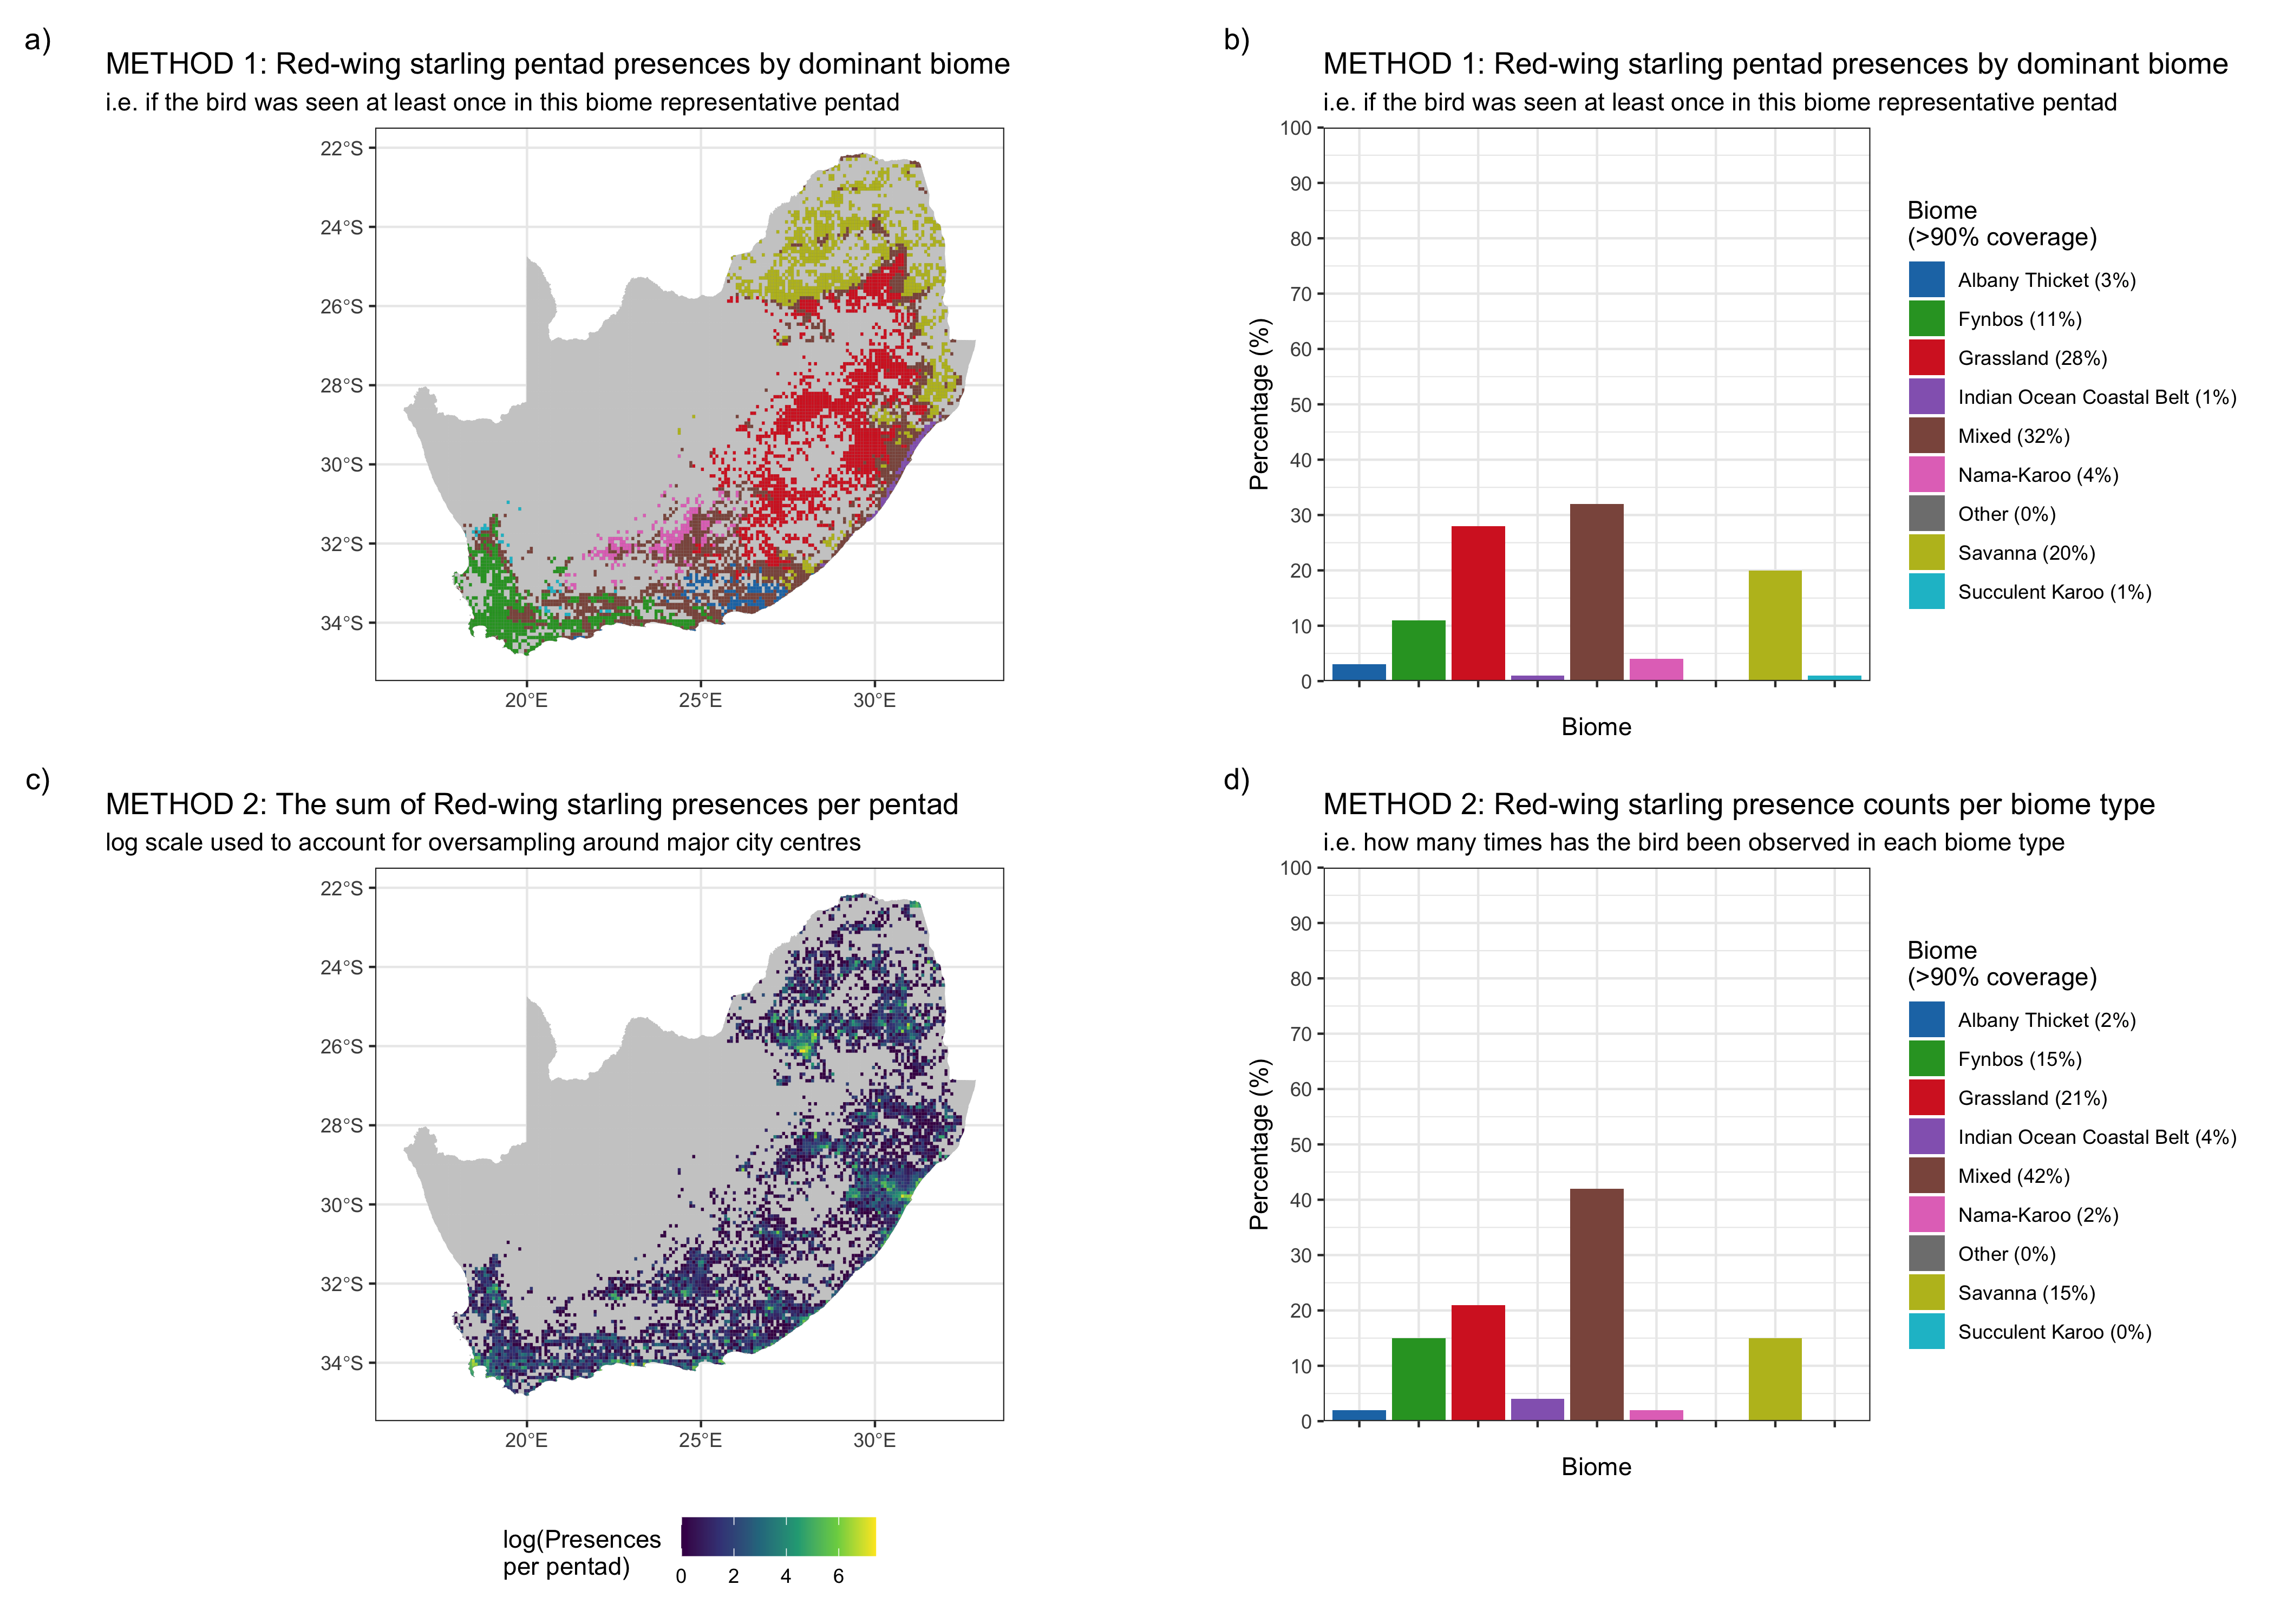 a)
METHOD 1: Red-wing starling pentad presences by dominant biome
i.e. if the bird was seen at least once in this biome representative pentad
22°S
24°S
26°S
28°S
30°S
32°S
34°S
20°E
25°E
30°E
b)
METHOD 1: Red-wing starling pentad presences by dominant biome
i.e. if the bird was seen at least once in this biome representative pentad
Percentage (%)
100
90
80
70
60
50
40
30
20
10
0
Biome
Biome
(>90% coverage)
Albany Thicket (3%)
Fynbos (11%)
Grassland (28%)
Indian Ocean Coastal Belt (1%)
Mixed (32%)
Nama-Karoo (4%)
Other (0%)
Savanna (20%)
Succulent Karoo (1%)
c)
METHOD 2: The sum of Red-wing starling presences per pentad
log scale used to account for oversampling around major city centres
22°S
24°S
26°S
28°S
30°S
32°S
34°S
20°E
25°E
30°E
log(Presences
per pentad)
0
2
4
6
d)
METHOD 2: Red-wing starling presence counts per biome type
i.e. how many times has the bird been observed in each biome type
Percentage (%)
100
90
80
70
60
50
40
30
20
10
0
Biome
Biome
(>90% coverage)
Albany Thicket (2%)
Fynbos (15%)
Grassland (21%)
Indian Ocean Coastal Belt (4%)
Mixed (42%)
Nama-Karoo (2%)
Other (0%)
Savanna (15%)
Succulent Karoo (0%)